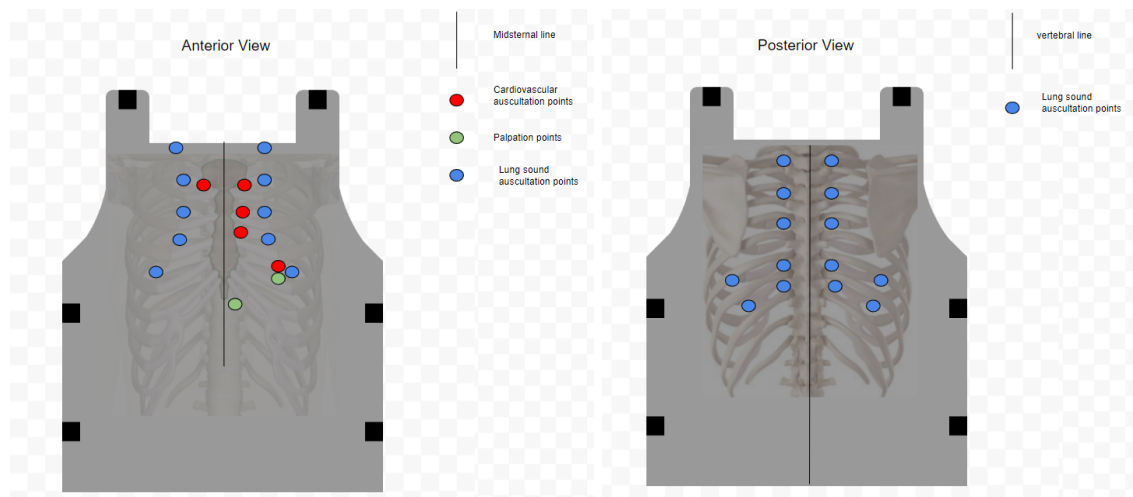 Anterior View
Midsternal line
Cardiovascular
auscultation points
Palpation points
Lung sound
auscultation points
Posterior View
vertebral line
Lung sound
auscultation points